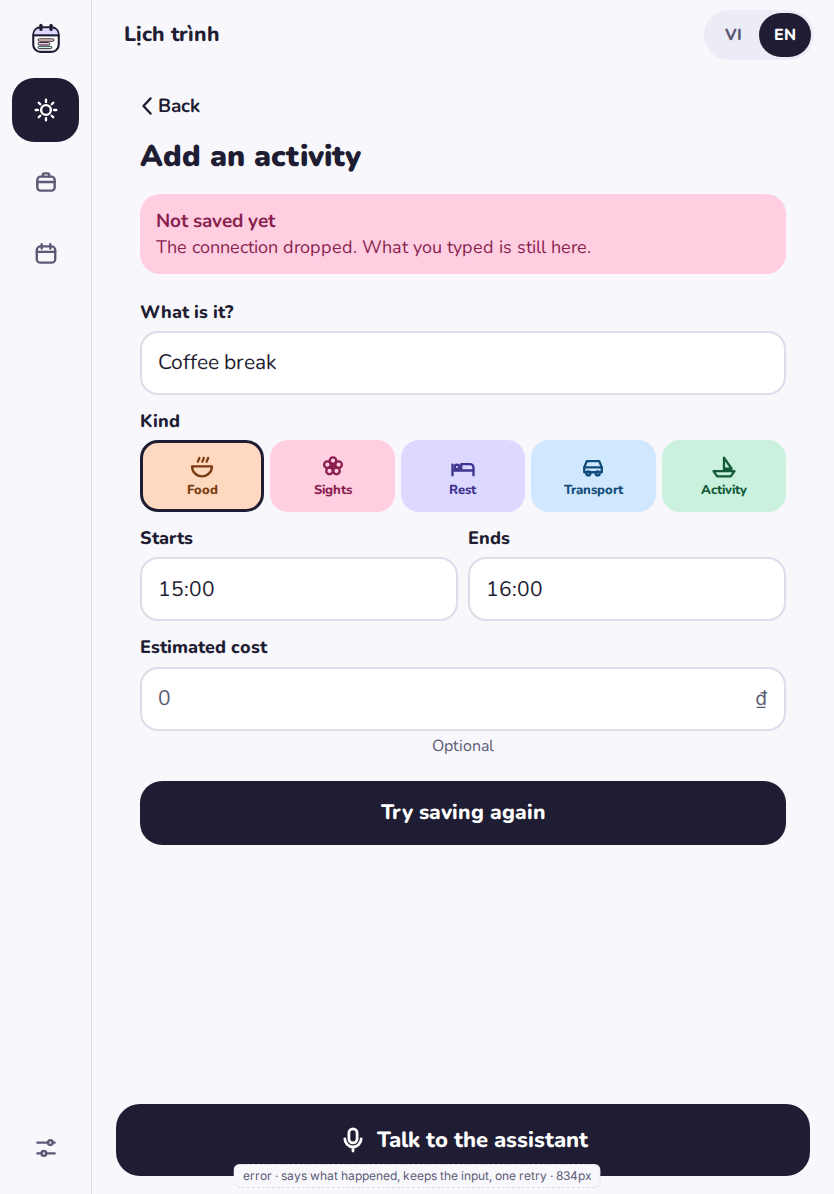 Lịch trình
VI
EN
Back
Add an activity
Not saved yet
The connection dropped. What you typed is still here.
What is it?
Coffee break
Kind
Food
Sights
Rest
Transport
Activity
Starts
Ends
15:00
16:00
Estimated cost
0
₫
Optional
Try saving again
Talk to the assistant
error · says what happened, keeps the input, one retry · 834px